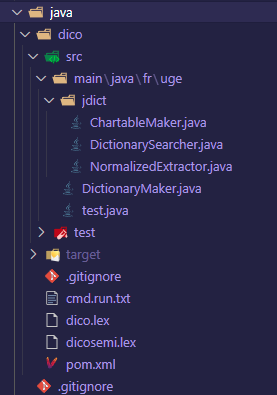 java
dico
src
main\java\fr\uge
jdict
ChartableMaker.java
DictionarySearcher.java
NormalizedExtractor.java
DictionaryMaker.java
test.java
test
target
.gitignore
cmd.run.txt
dico.lex
dicosemi.lex
pom.xml
.gitignore